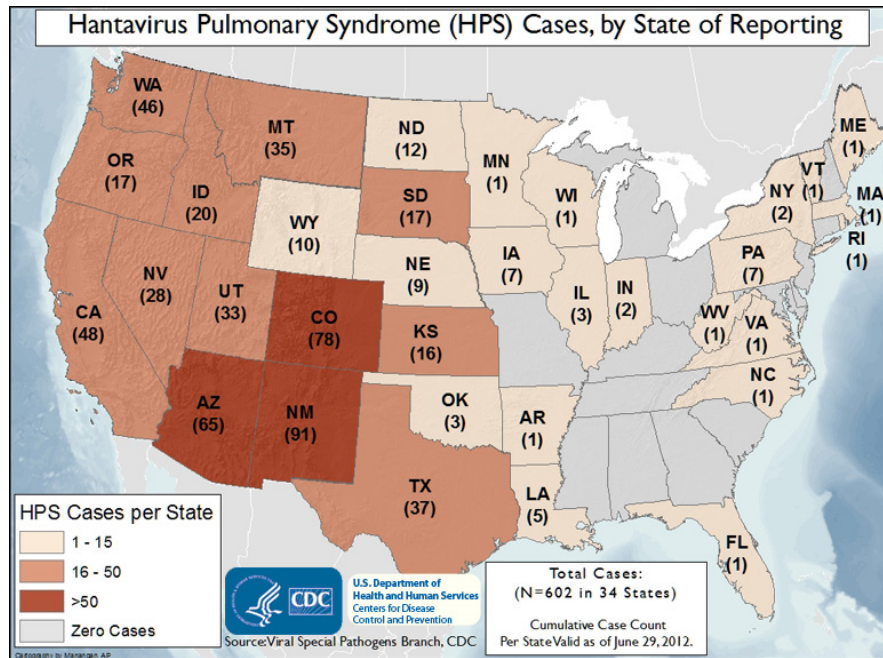 Hantavirus Pulmonary Syndrome (HPS) Cases, by State of Reporting
WA
(46)
MT
(35)
ND
(12)
MN
(1)
ME
(1)
VT
(1)
OR
(17)
ID
(20)
SD
(17)
WI
(1)
NY
(2)
MA
(1)
WY
(10)
RI
(1)
IA
(7)
PA
(7)
NE
(9)
NV
(28)
UT
(33)
IL
(3)
IN
(2)
CA
(48)
CO
(78)
KS
(16)
WV
(1)
VA
(1)
NC
(1)
AZ
(65)
NM
(91)
OK
(3)
AR
(1)
TX
(37)
LA
(5)
FL
(1)
HPS Cases per State
1 - 15
16 - 50
>50
Zero Cases
CDC
U.S. Department of
Health and Human Services
Centers for Disease
Control and Prevention
Source:Viral Special Pathogens Branch, CDC
Total Cases:
(N=602 in 34 States)
Cumulative Case Count
Per State Valid as of June 29, 2012.
Cartography by Manangan, AP